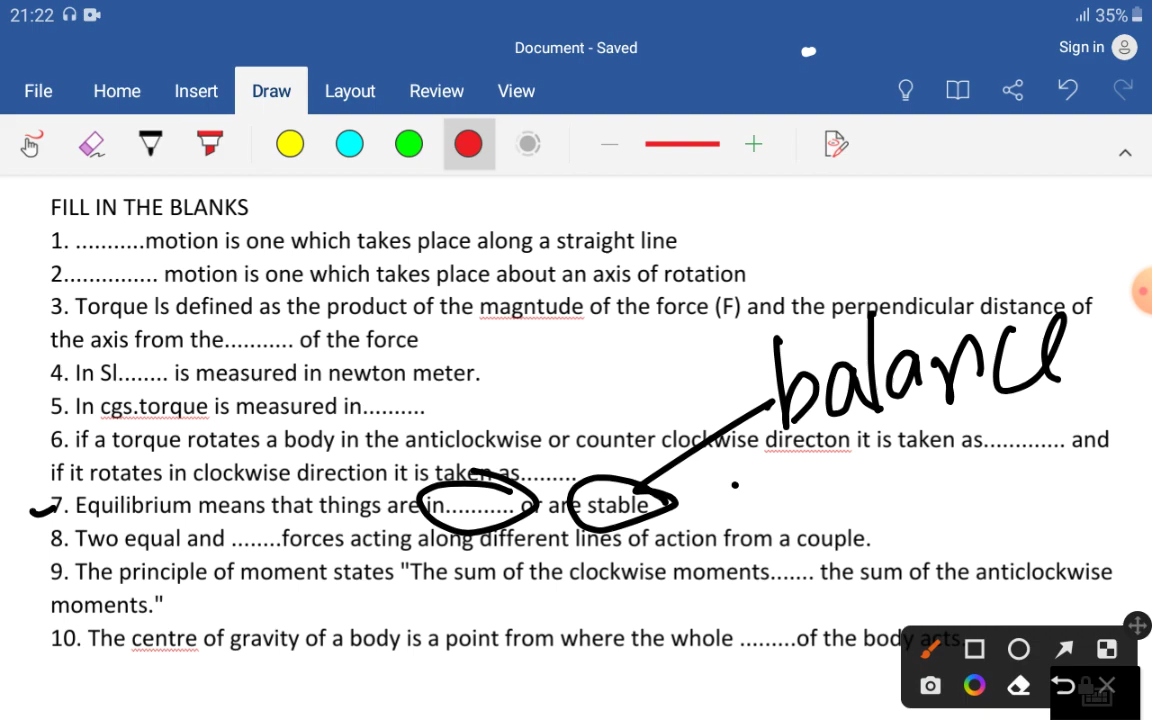 21:22 35%
Document - Saved
Sign in
File Home Insert Draw Layout Review View
FILL IN THE BLANKS
1. ...........motion is one which takes place along a straight line
2............... motion is one which takes place about an axis of rotation
3. Torque ls defined as the product of the magntude of the force (F) and the perpendicular distance of
the axis from the........... of the force
balance
4. In Sl........ is measured in newton meter.
5. In cgs.torque is measured in..........
6. if a torque rotates a body in the anticlockwise or counter clockwise directon it is taken as............. and
if it rotates in clockwise direction it is taken as.........
7. Equilibrium means that things are in........... or are stable
8. Two equal and ........forces acting along different lines of action from a couple.
9. The principle of moment states "The sum of the clockwise moments....... the sum of the anticlockwise
moments."
10. The centre of gravity of a body is a point from where the whole .........of the body acts.